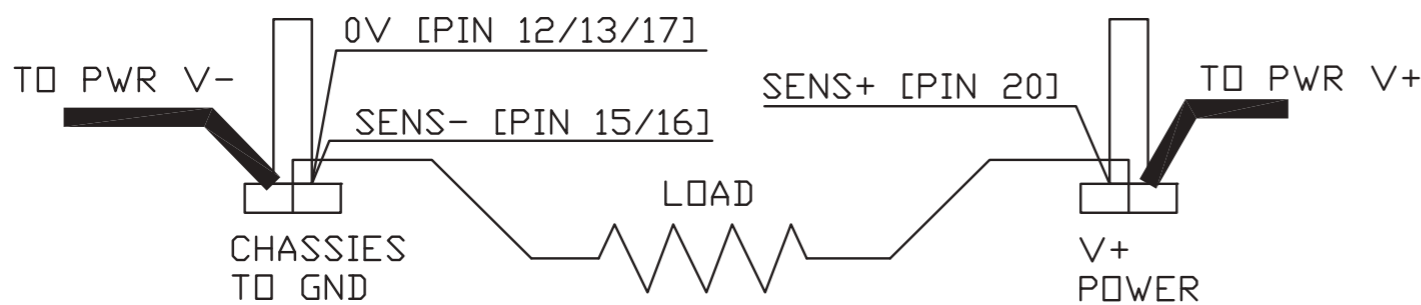 0V [PIN 12/13/17]
TO PWR V-
SENS- [PIN 15/16]
SENS+ [PIN 20]
TO PWR V+
LOAD
CHASSIES
TO GND
V+
POWER